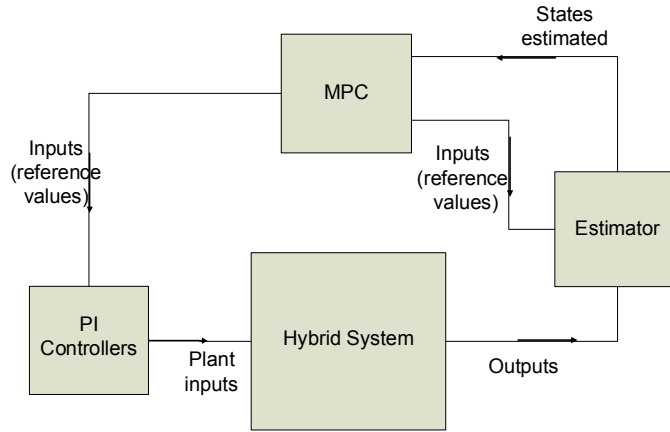 States
estimated
MPC
Inputs
(reference
values)
Inputs
(reference
values)
Estimator
PI
Controllers
Plant
inputs
Hybrid System
Outputs